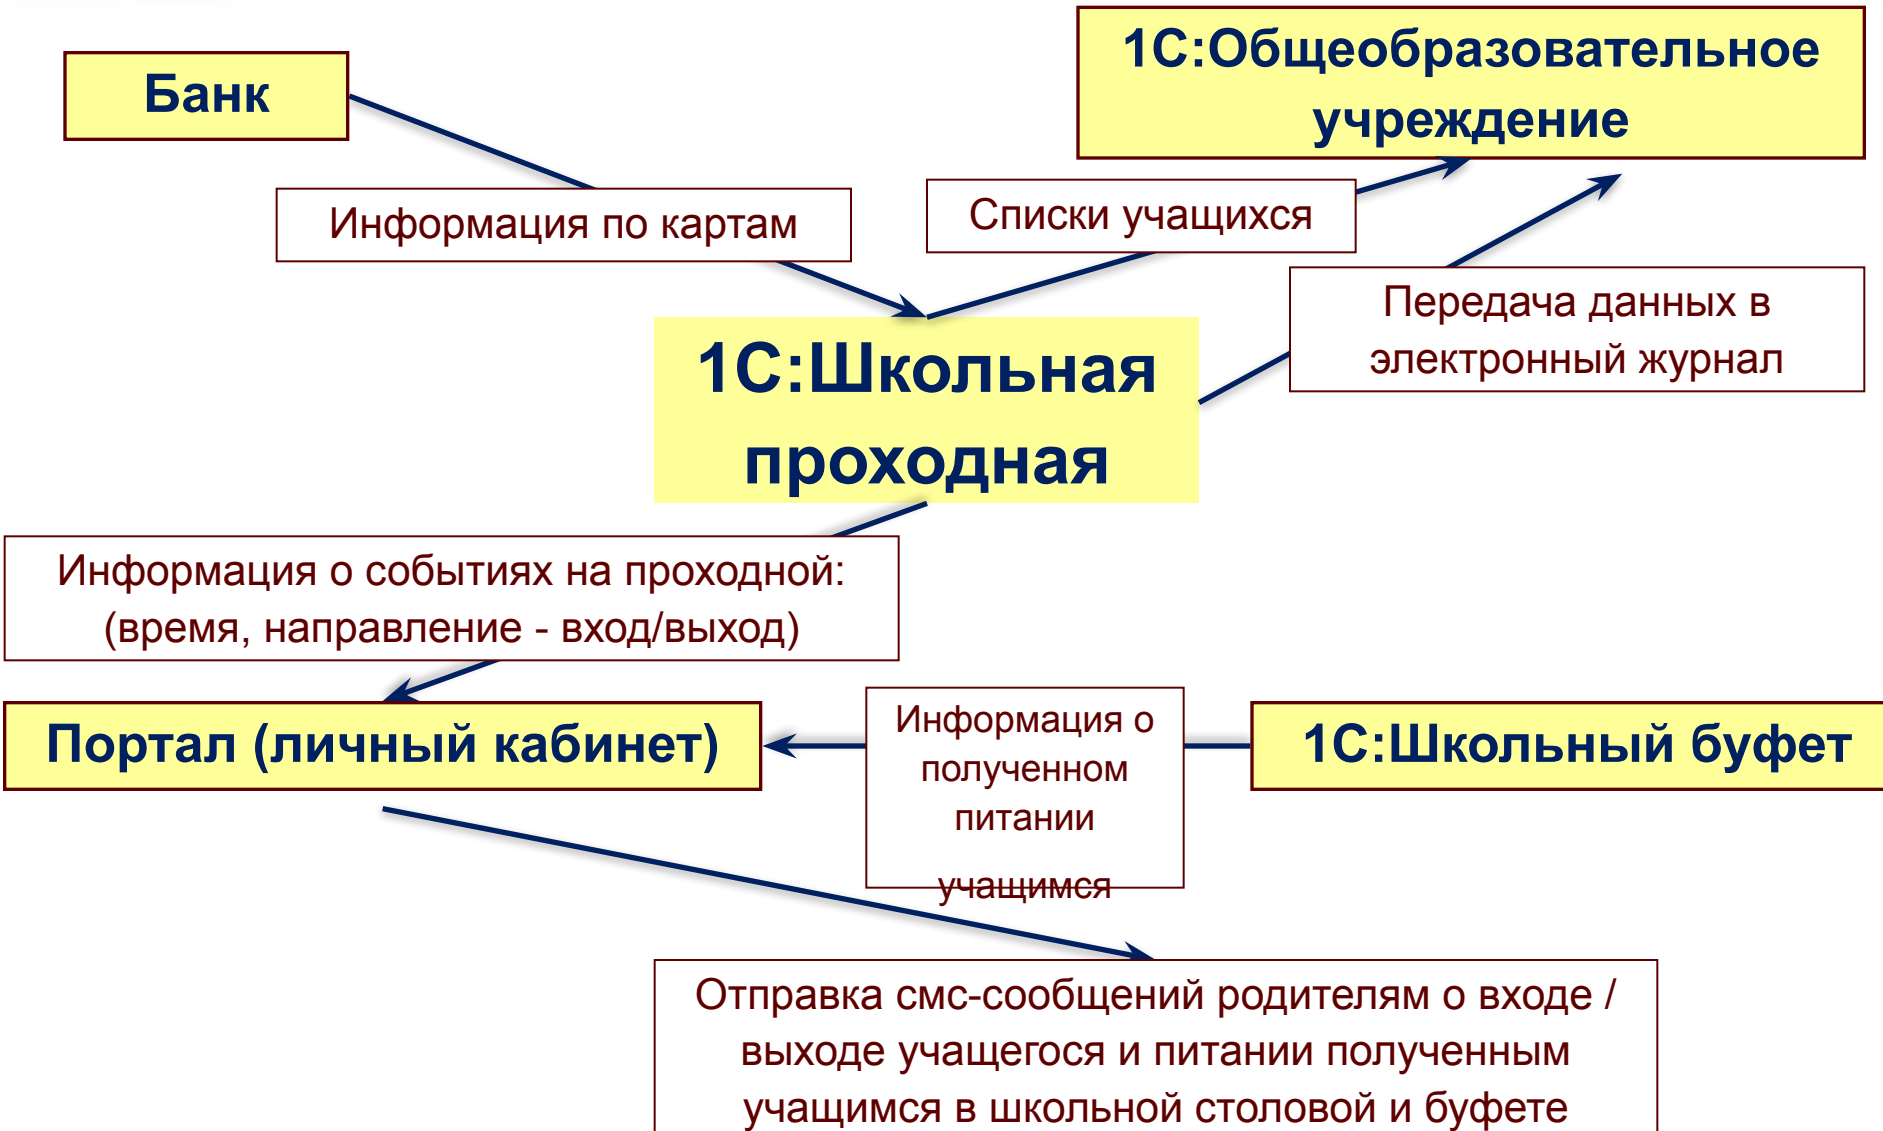 Банк
1С:Общеобразовательное
учреждение
Информация по картам
Списки учащихся
Передача данных в
электронный журнал
1С:Школьная
проходная
Информация о событиях на проходной:
(время, направление - вход/выход)
Портал (личный кабинет)
Информация о
полученном
питании
учащимся
1С:Школьный буфет
Отправка смс-сообщений родителям о входе /
выходе учащегося и питании полученным
учащимся в школьной столовой и буфете